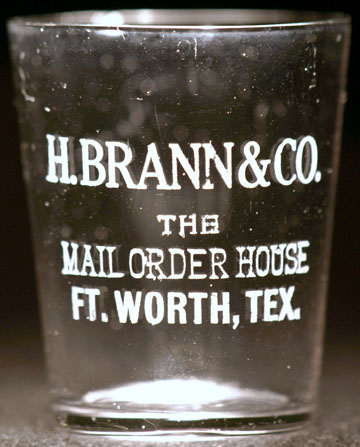 H. BRANN & CO.
THE
MAIL ORDER HOUSE
FT. WORTH, TEX.